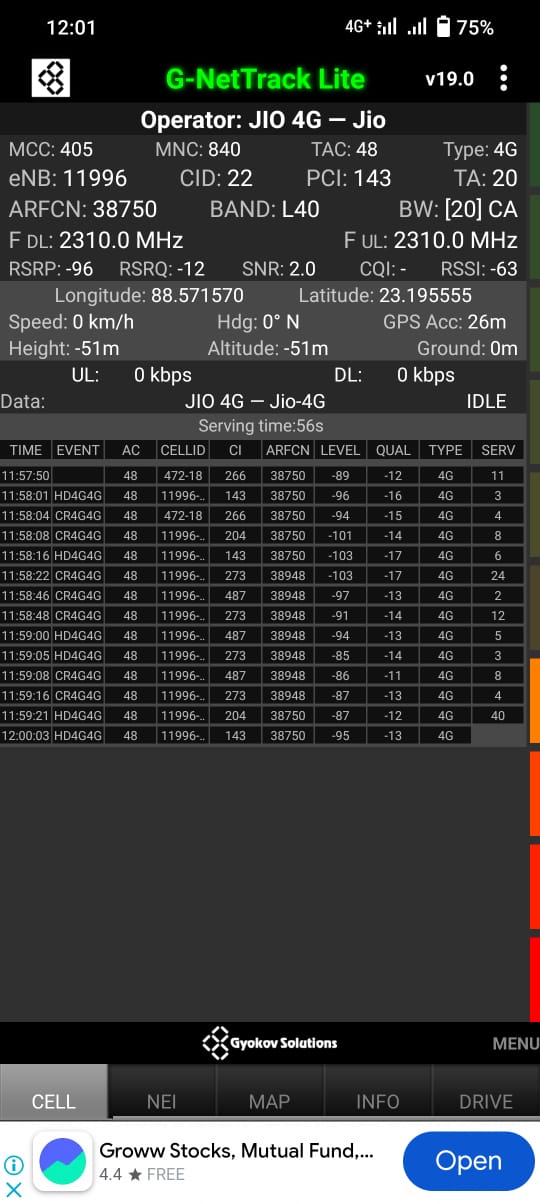 12:01 4G+ 75%
G-NetTrack Lite v19.0
Operator: JIO 4G — Jio
MCC: 405 MNC: 840 TAC: 48 Type: 4G
eNB: 11996 CID: 22 PCI: 143 TA: 20
ARFCN: 38750 BAND: L40 BW: [20] CA
F DL: 2310.0 MHz F UL: 2310.0 MHz
RSRP: -96 RSRQ: -12 SNR: 2.0 CQI: - RSSI: -63
Longitude: 88.571570 Latitude: 23.195555
Speed: 0 km/h Hdg: 0° N GPS Acc: 26m
Height: -51m Altitude: -51m Ground: 0m
UL: 0 kbps DL: 0 kbps
Data: JIO 4G — Jio-4G IDLE
Serving time:56s
TIME EVENT AC CELLID CI ARFCN LEVEL QUAL TYPE SERV
11:57:50 48 472-18 266 38750 -89 -12 4G 11
11:58:01 HD4G4G 48 11996-.. 143 38750 -96 -16 4G 3
11:58:04 CR4G4G 48 472-18 266 38750 -94 -15 4G 4
11:58:08 CR4G4G 48 11996-.. 204 38750 -101 -14 4G 8
11:58:16 HD4G4G 48 11996-.. 143 38750 -103 -17 4G 6
11:58:22 CR4G4G 48 11996-.. 273 38948 -103 -17 4G 24
11:58:46 CR4G4G 48 11996-.. 487 38948 -97 -13 4G 2
11:58:48 CR4G4G 48 11996-.. 273 38948 -91 -14 4G 12
11:59:00 HD4G4G 48 11996-.. 487 38948 -94 -13 4G 5
11:59:05 HD4G4G 48 11996-.. 273 38948 -85 -14 4G 3
11:59:08 CR4G4G 48 11996-.. 487 38948 -86 -11 4G 8
11:59:16 CR4G4G 48 11996-.. 273 38948 -87 -13 4G 4
11:59:21 HD4G4G 48 11996-.. 204 38750 -87 -12 4G 40
12:00:03 HD4G4G 48 11996-.. 143 38750 -95 -13 4G
Gyokov Solutions MENU
CELL NEI MAP INFO DRIVE
Groww Stocks, Mutual Fund,...
4.4 ★ FREE
Open